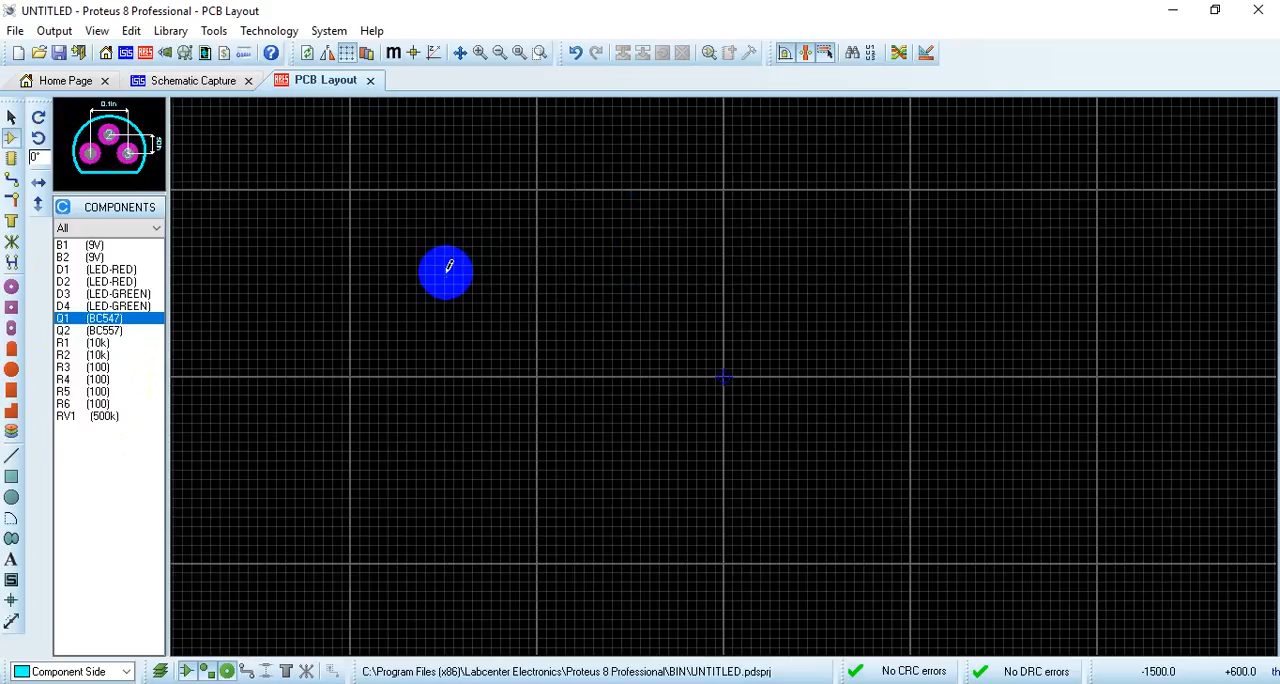 UNTITLED - Proteus 8 Professional - PCB Layout
File Output View Edit Library Tools Technology System Help
Home Page Schematic Capture PCB Layout
0.1in
0°
COMPONENTS
All
B1 (9V)
B2 (9V)
D1 (LED-RED)
D2 (LED-RED)
D3 (LED-GREEN)
D4 (LED-GREEN)
Q1 (BC547)
Q2 (BC557)
R1 (10k)
R2 (10k)
R3 (100)
R4 (100)
R5 (100)
R6 (100)
RV1 (500k)
Component Side C:\Program Files (x86)\Labcenter Electronics\Proteus 8 Professional\BIN\UNTITLED.pdsprj No CRC errors No DRC errors -1500.0 +600.0 th